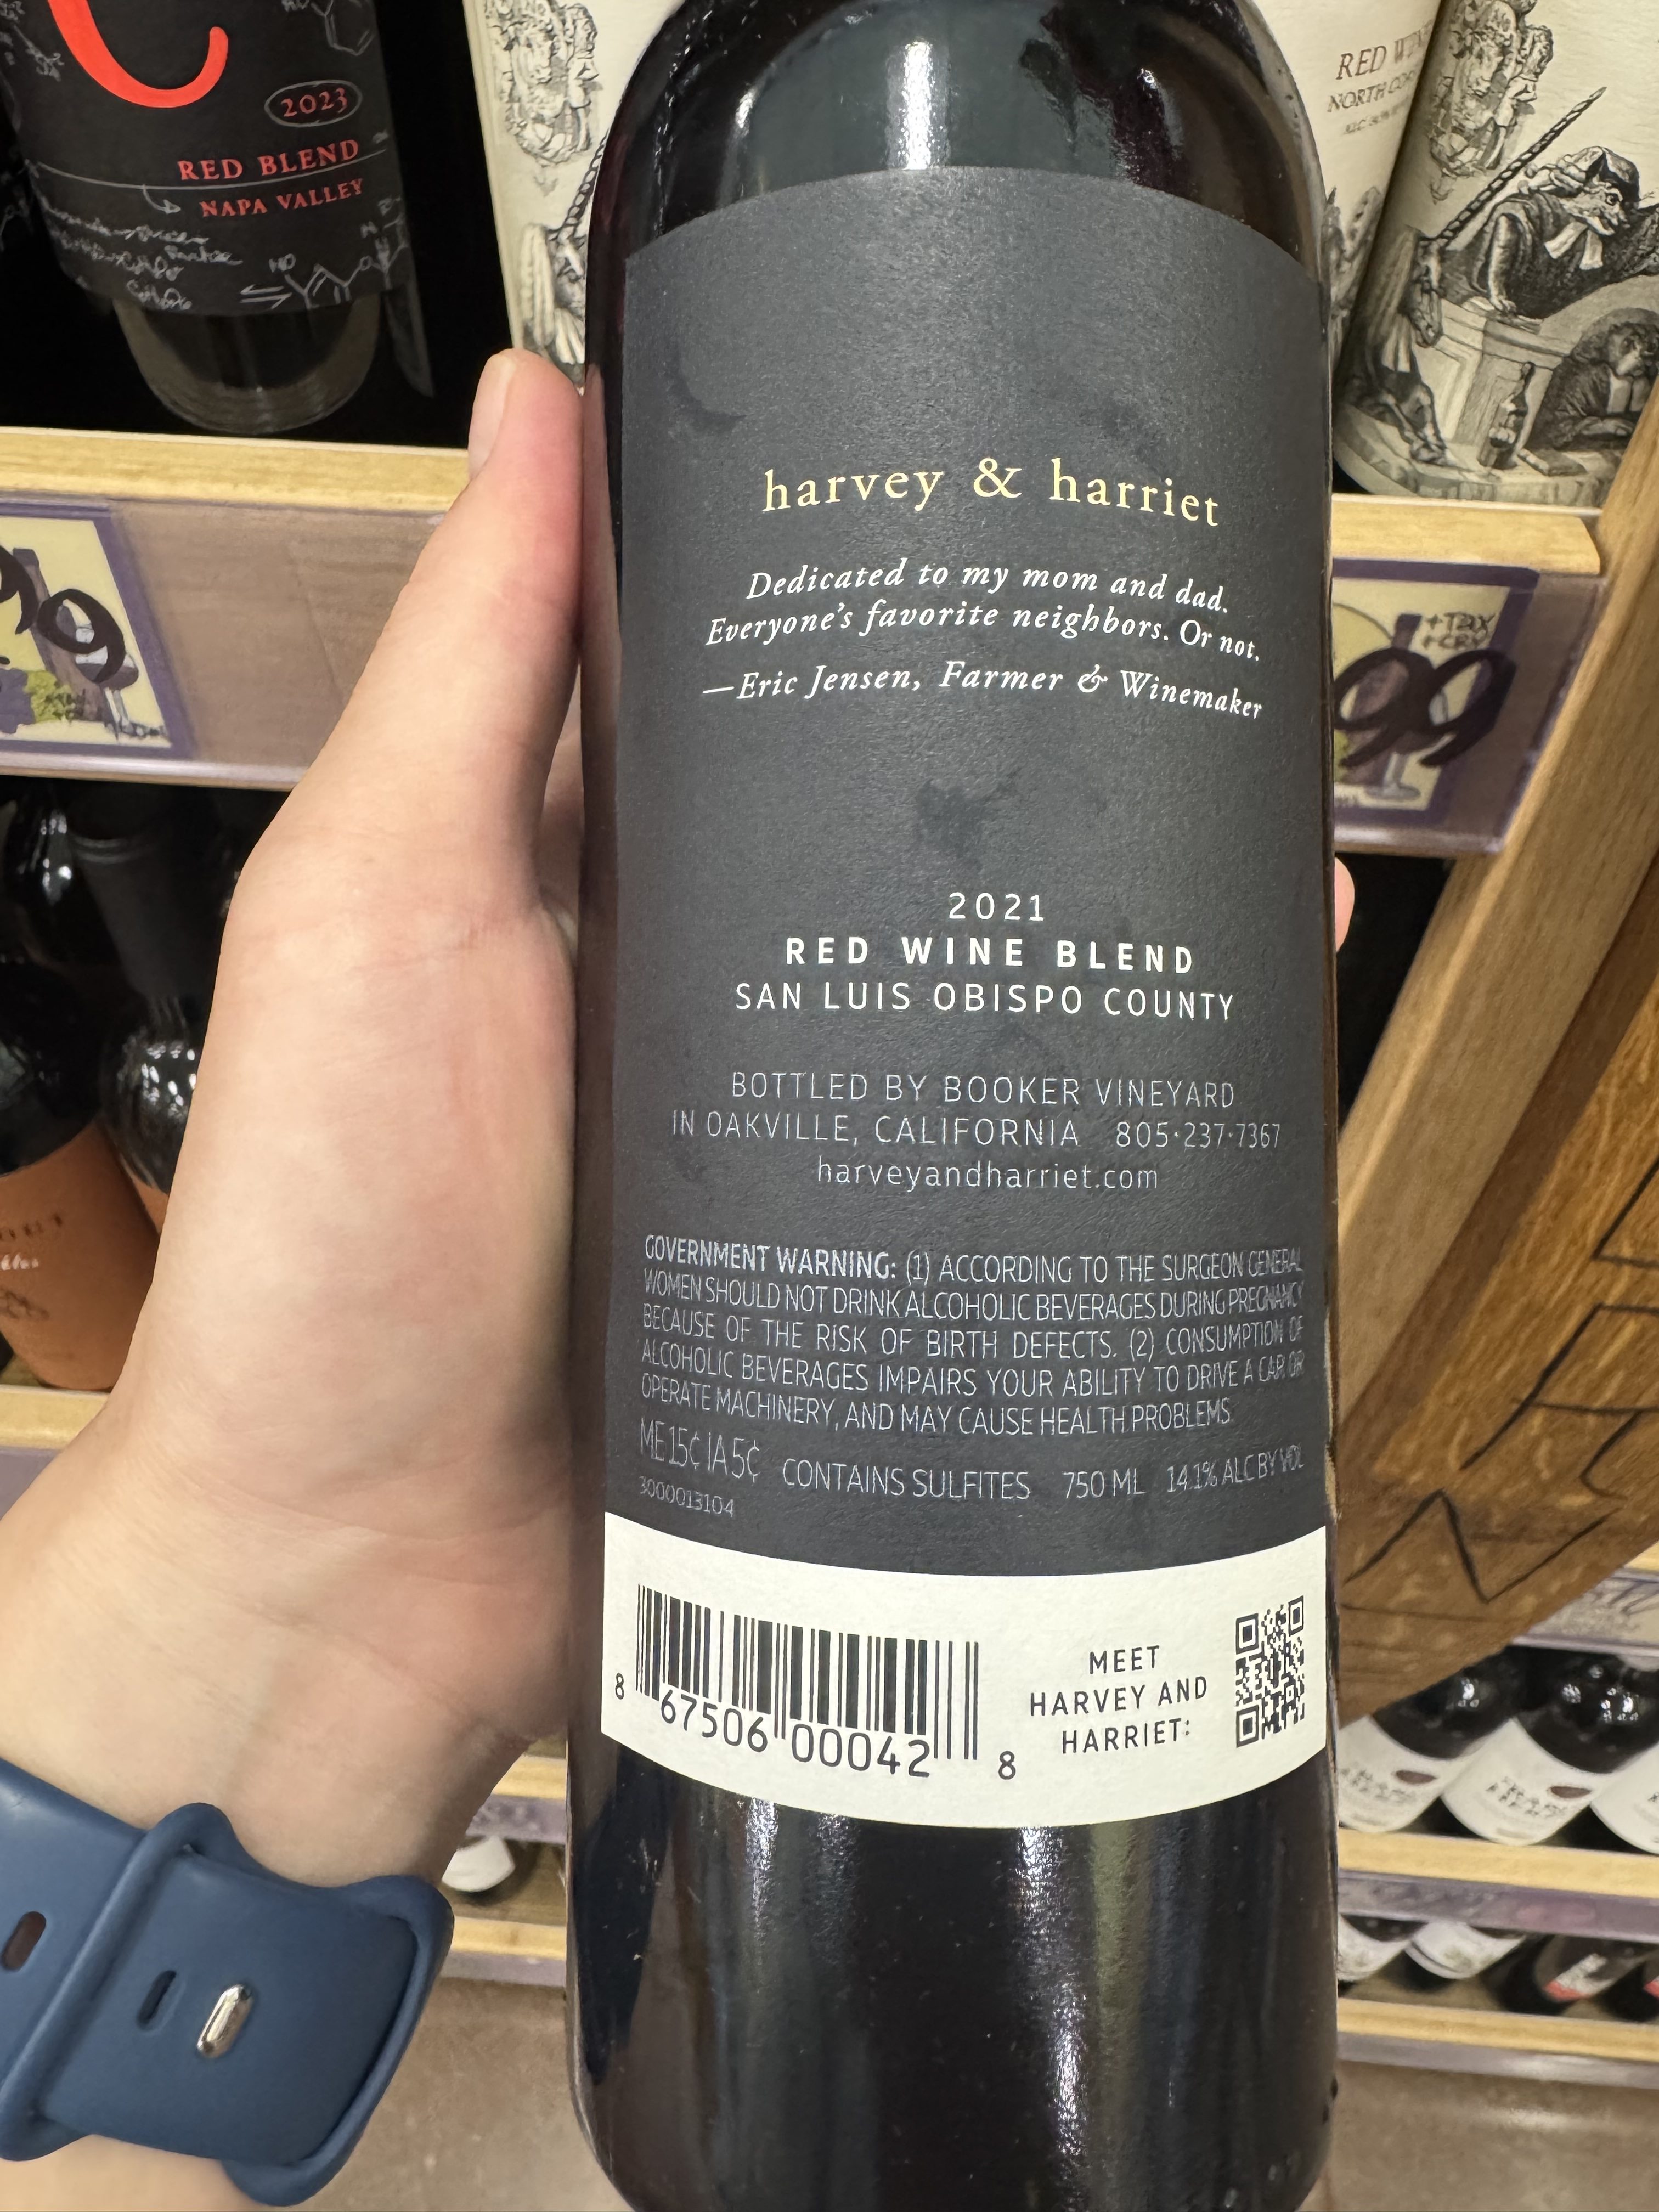 2023
RED BLEND
NAPA VALLEY
RED WINE
NORTH
99
+TAX
+CRV
99
harvey & harriet
Dedicated to my mom and dad.
Everyone's favorite neighbors. Or not.
—Eric Jensen, Farmer & Winemaker
2021
RED WINE BLEND
SAN LUIS OBISPO COUNTY
BOTTLED BY BOOKER VINEYARD
IN OAKVILLE, CALIFORNIA 805·237·7367
harveyandharriet.com
GOVERNMENT WARNING: (1) ACCORDING TO THE SURGEON GENERAL
WOMEN SHOULD NOT DRINK ALCOHOLIC BEVERAGES DURING PREGNANCY
BECAUSE OF THE RISK OF BIRTH DEFECTS. (2) CONSUMPTION OF
ALCOHOLIC BEVERAGES IMPAIRS YOUR ABILITY TO DRIVE A CAR OR
OPERATE MACHINERY, AND MAY CAUSE HEALTH PROBLEMS.
ME 15¢ IA 5¢ CONTAINS SULFITES 750 ML 14.1% ALC BY VOL
3000013104
8 67506 00042 8
MEET
HARVEY AND
HARRIET: